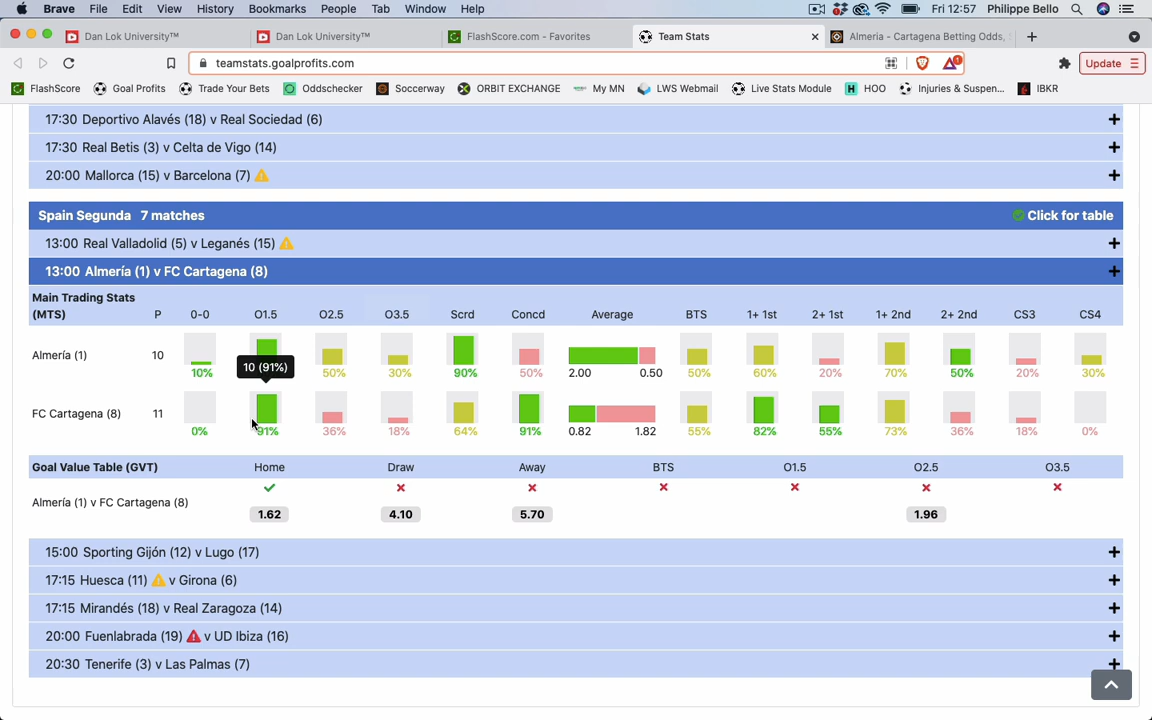 Brave File Edit View History Bookmarks People Tab Window Help Fri 12:57 Philippe Bello
Dan Lok University™ Dan Lok University™ FlashScore.com - Favorites Team Stats Almeria - Cartagena Betting Odds,
teamstats.goalprofits.com 1 Update
FlashScore Goal Profits Trade Your Bets Oddschecker Soccerway ORBIT EXCHANGE My MN LWS Webmail Live Stats Module HOO Injuries & Suspen... IBKR
17:30 Deportivo Alavés (18) v Real Sociedad (6) +
17:30 Real Betis (3) v Celta de Vigo (14) +
20:00 Mallorca (15) v Barcelona (7) +
Spain Segunda 7 matches Click for table
13:00 Real Valladolid (5) v Leganés (15) +
13:00 Almería (1) v FC Cartagena (8) +
Main Trading Stats
(MTS) P 0-0 O1.5 O2.5 O3.5 Scrd Concd Average BTS 1+ 1st 2+ 1st 1+ 2nd 2+ 2nd CS3 CS4
Almería (1) 10
10 (91%)
10% 50% 30% 90% 50% 2.00 0.50 50% 60% 20% 70% 50% 20% 30%
FC Cartagena (8) 11
0% 91% 36% 18% 64% 91% 0.82 1.82 55% 82% 55% 73% 36% 18% 0%
Goal Value Table (GVT) Home Draw Away BTS O1.5 O2.5 O3.5
Almería (1) v FC Cartagena (8)
1.62 4.10 5.70 1.96
15:00 Sporting Gijón (12) v Lugo (17) +
17:15 Huesca (11) v Girona (6) +
17:15 Mirandés (18) v Real Zaragoza (14) +
20:00 Fuenlabrada (19) v UD Ibiza (16) +
20:30 Tenerife (3) v Las Palmas (7) +